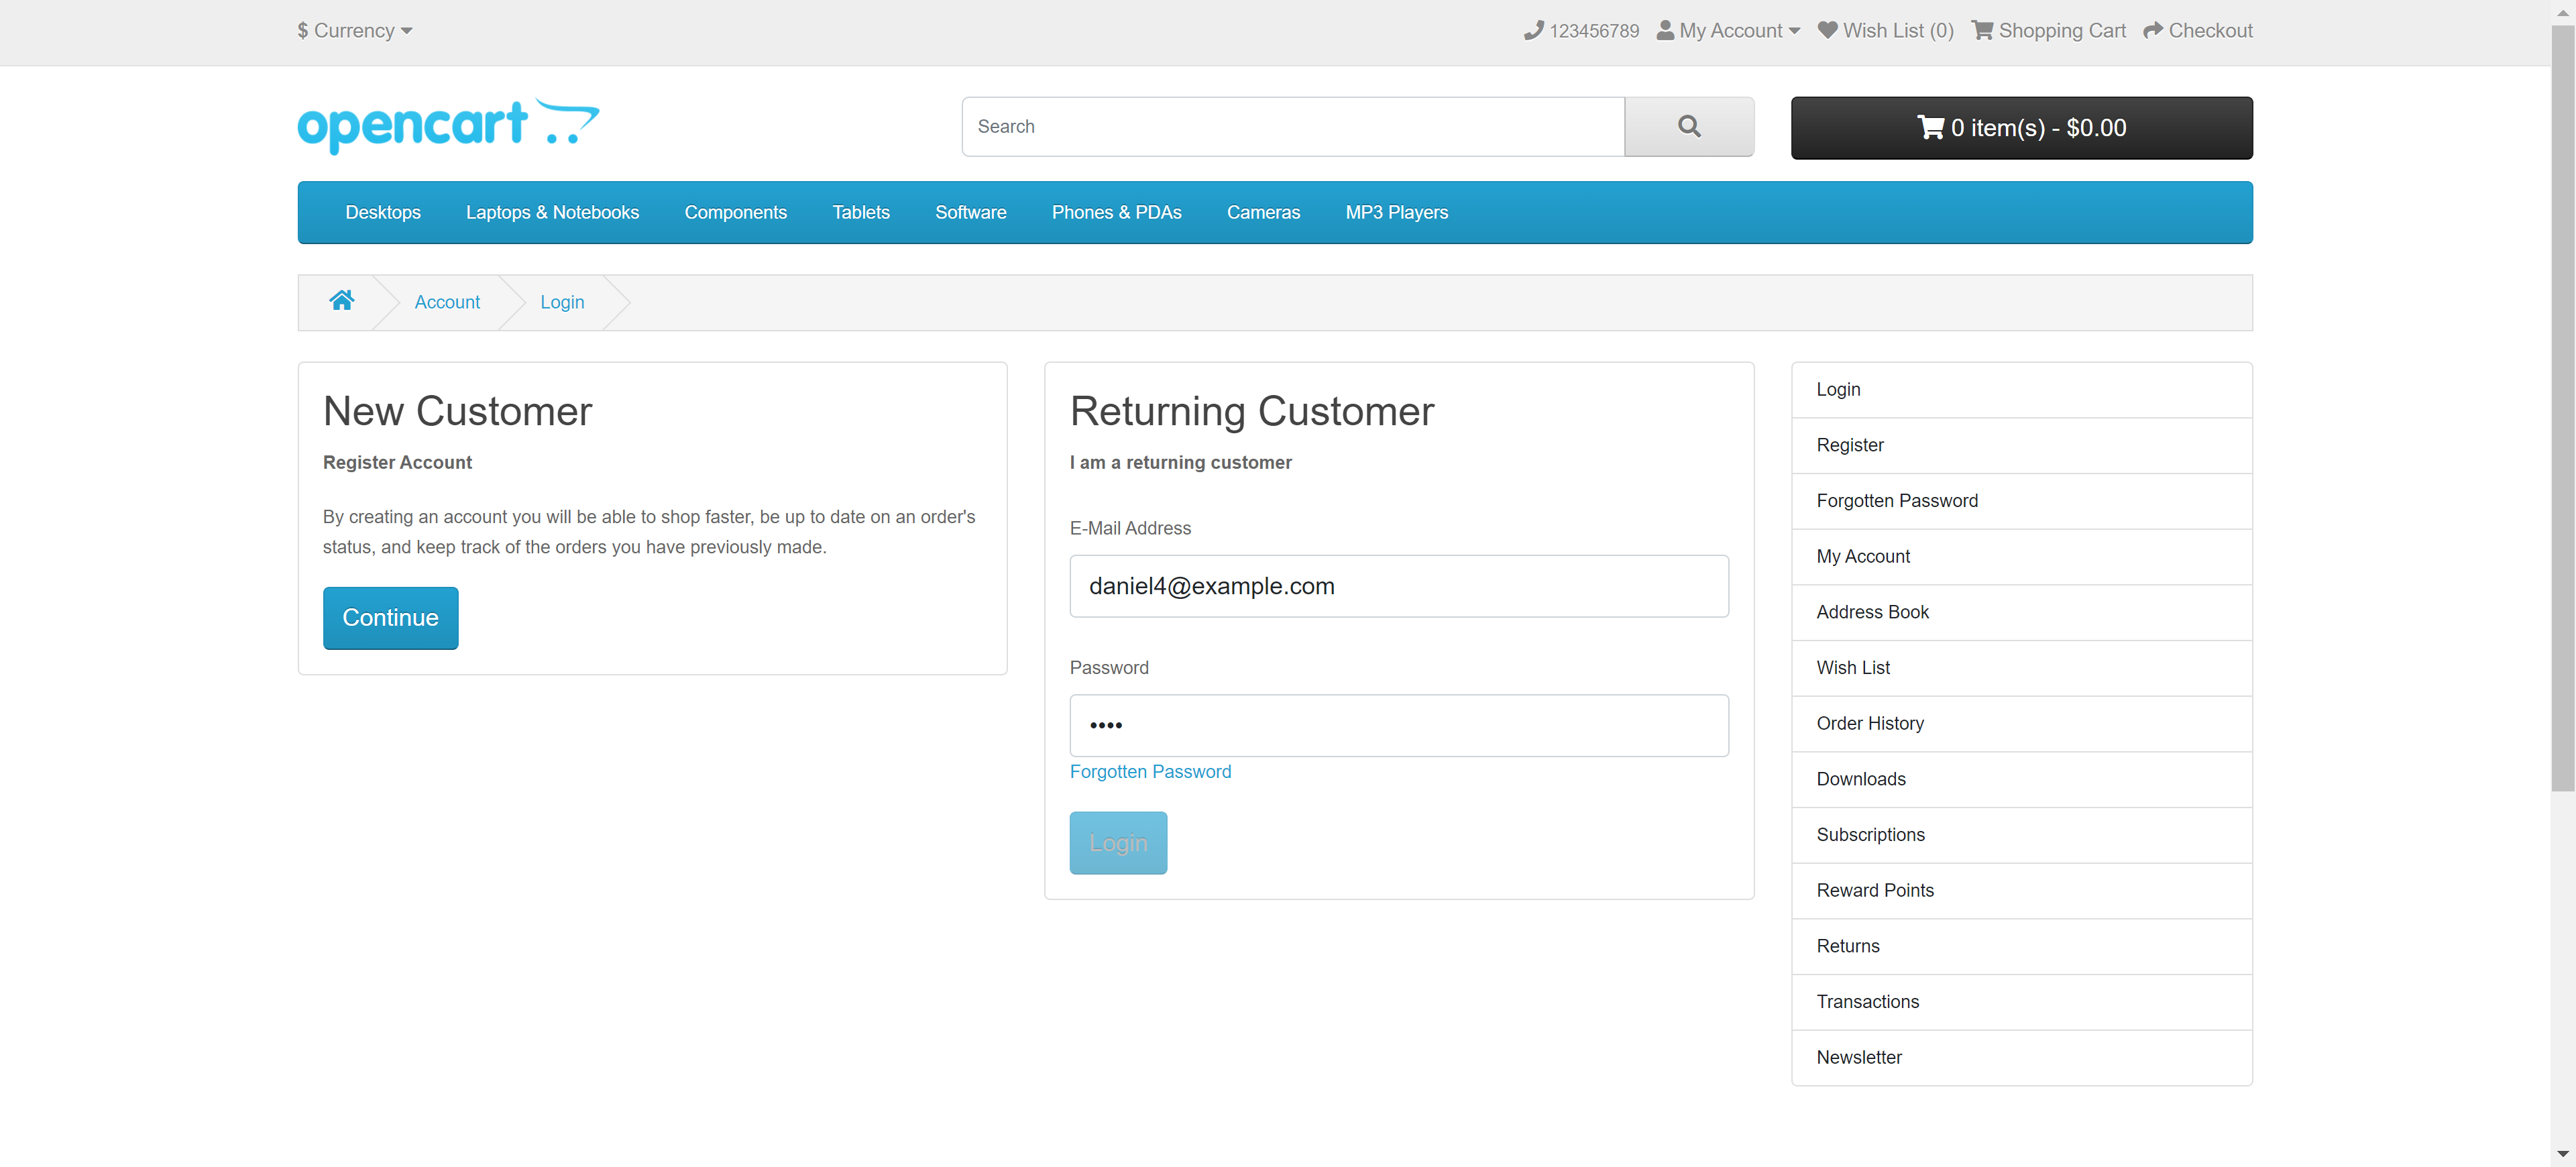 $ Currency
123456789 My Account Wish List (0) Shopping Cart Checkout
opencart
Search
0 item(s) - $0.00
Desktops Laptops & Notebooks Components Tablets Software Phones & PDAs Cameras MP3 Players
Account Login
New Customer
Register Account
By creating an account you will be able to shop faster, be up to date on an order's
status, and keep track of the orders you have previously made.
Continue
Returning Customer
I am a returning customer
E-Mail Address
daniel4@example.com
Password
••••
Forgotten Password
Login
Login
Register
Forgotten Password
My Account
Address Book
Wish List
Order History
Downloads
Subscriptions
Reward Points
Returns
Transactions
Newsletter